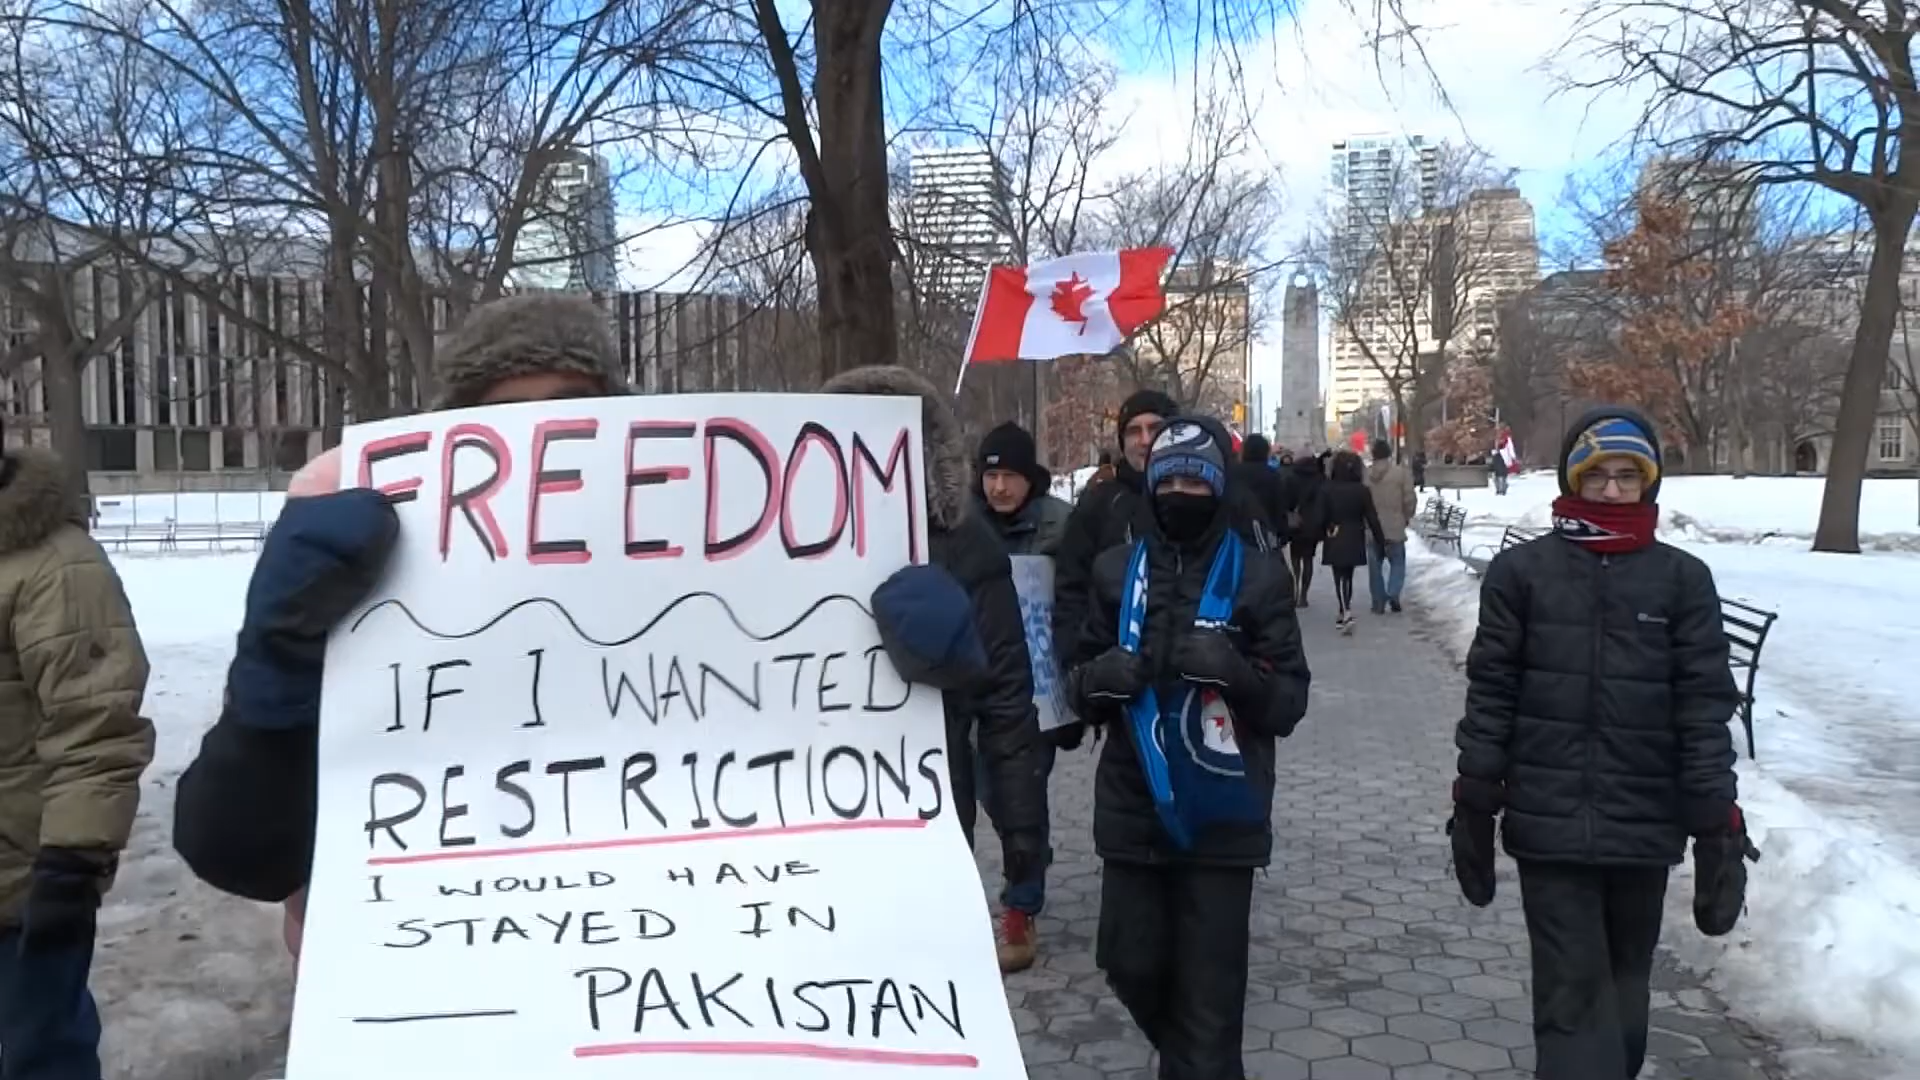 FREEDOM
IF I WANTED
RESTRICTIONS
I WOULD HAVE
STAYED IN
— PAKISTAN